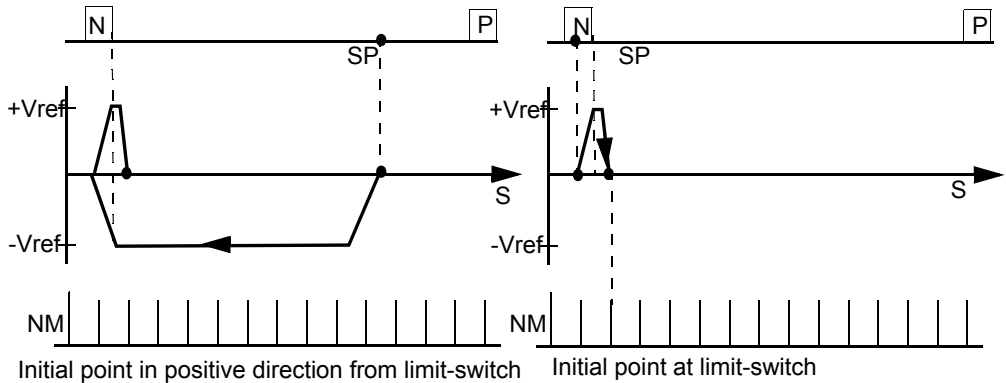 N
P
SP
+Vref
S
-Vref
NM
Initial point in positive direction from limit-switch
N
P
SP
+Vref
S
-Vref
NM
Initial point at limit-switch